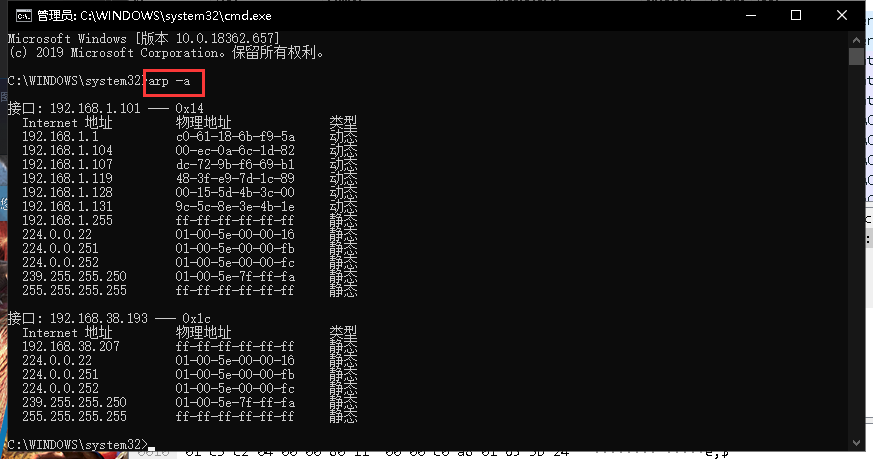 管理员: C:\WINDOWS\system32\cmd.exe
Microsoft Windows [版本 10.0.18362.657]
(c) 2019 Microsoft Corporation。保留所有权利。
C:\WINDOWS\system32>arp -a
接口: 192.168.1.101 --- 0x14
Internet 地址 物理地址 类型
192.168.1.1 c0-61-18-6b-f9-5a 动态
192.168.1.104 00-ec-0a-6c-1d-82 动态
192.168.1.107 dc-72-9b-f6-69-b1 动态
192.168.1.119 48-3f-e9-7d-1c-89 动态
192.168.1.128 00-15-5d-4b-3c-00 动态
192.168.1.131 9c-5c-8e-3e-4b-1e 动态
192.168.1.255 ff-ff-ff-ff-ff-ff 静态
224.0.0.22 01-00-5e-00-00-16 静态
224.0.0.251 01-00-5e-00-00-fb 静态
224.0.0.252 01-00-5e-00-00-fc 静态
239.255.255.250 01-00-5e-7f-ff-fa 静态
255.255.255.255 ff-ff-ff-ff-ff-ff 静态
接口: 192.168.38.193 --- 0x1c
Internet 地址 物理地址 类型
192.168.38.207 ff-ff-ff-ff-ff-ff 静态
224.0.0.22 01-00-5e-00-00-16 静态
224.0.0.251 01-00-5e-00-00-fb 静态
224.0.0.252 01-00-5e-00-00-fc 静态
239.255.255.250 01-00-5e-7f-ff-fa 静态
255.255.255.255 ff-ff-ff-ff-ff-ff 静态
C:\WINDOWS\system32>